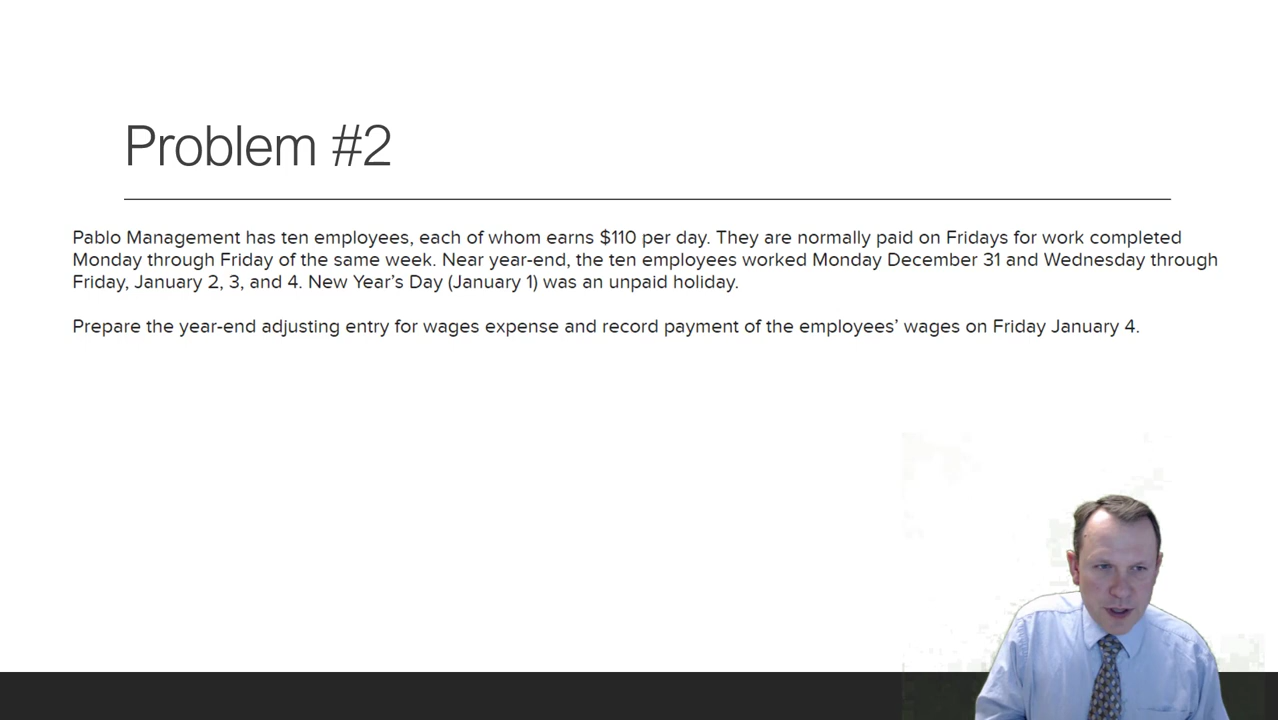 Problem #2
Pablo Management has ten employees, each of whom earns $110 per day. They are normally paid on Fridays for work completed
Monday through Friday of the same week. Near year-end, the ten employees worked Monday December 31 and Wednesday through
Friday, January 2, 3, and 4. New Year’s Day (January 1) was an unpaid holiday.
Prepare the year-end adjusting entry for wages expense and record payment of the employees’ wages on Friday January 4.